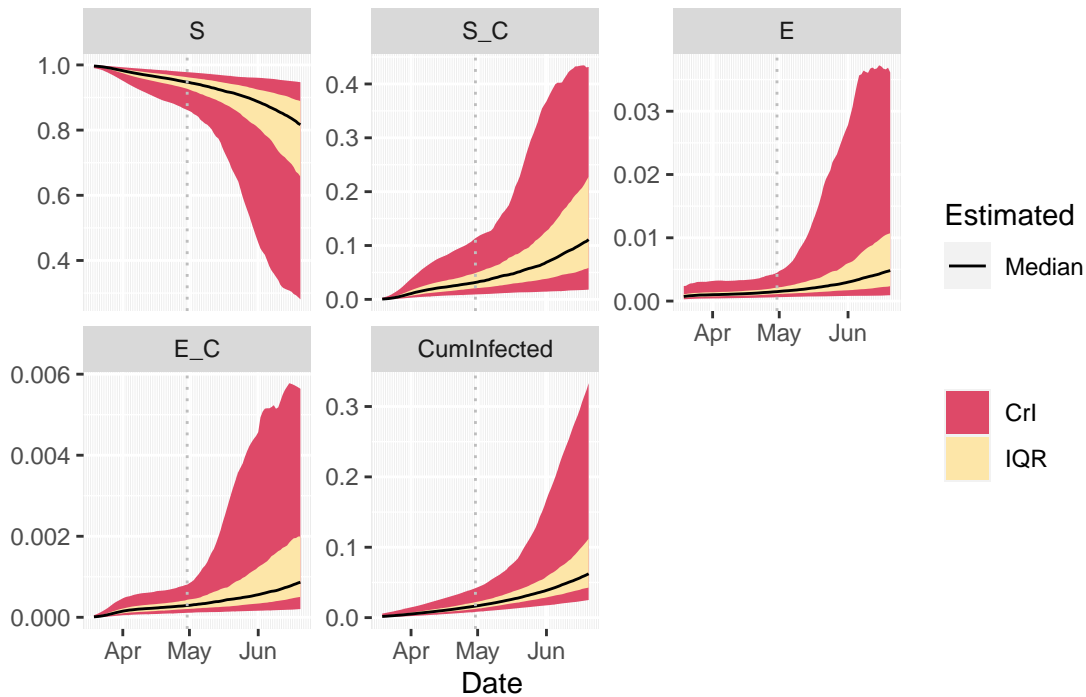 S
S_C
E
1.0
0.8
0.6
0.4
0.4
0.3
0.2
0.1
0.0
0.03
0.02
0.01
0.00
Apr May Jun
E_C
CumInfected
0.006
0.004
0.002
0.000
0.3
0.2
0.1
0.0
Apr May Jun
Apr May Jun
Date
Estimated
Median
CrI
IQR